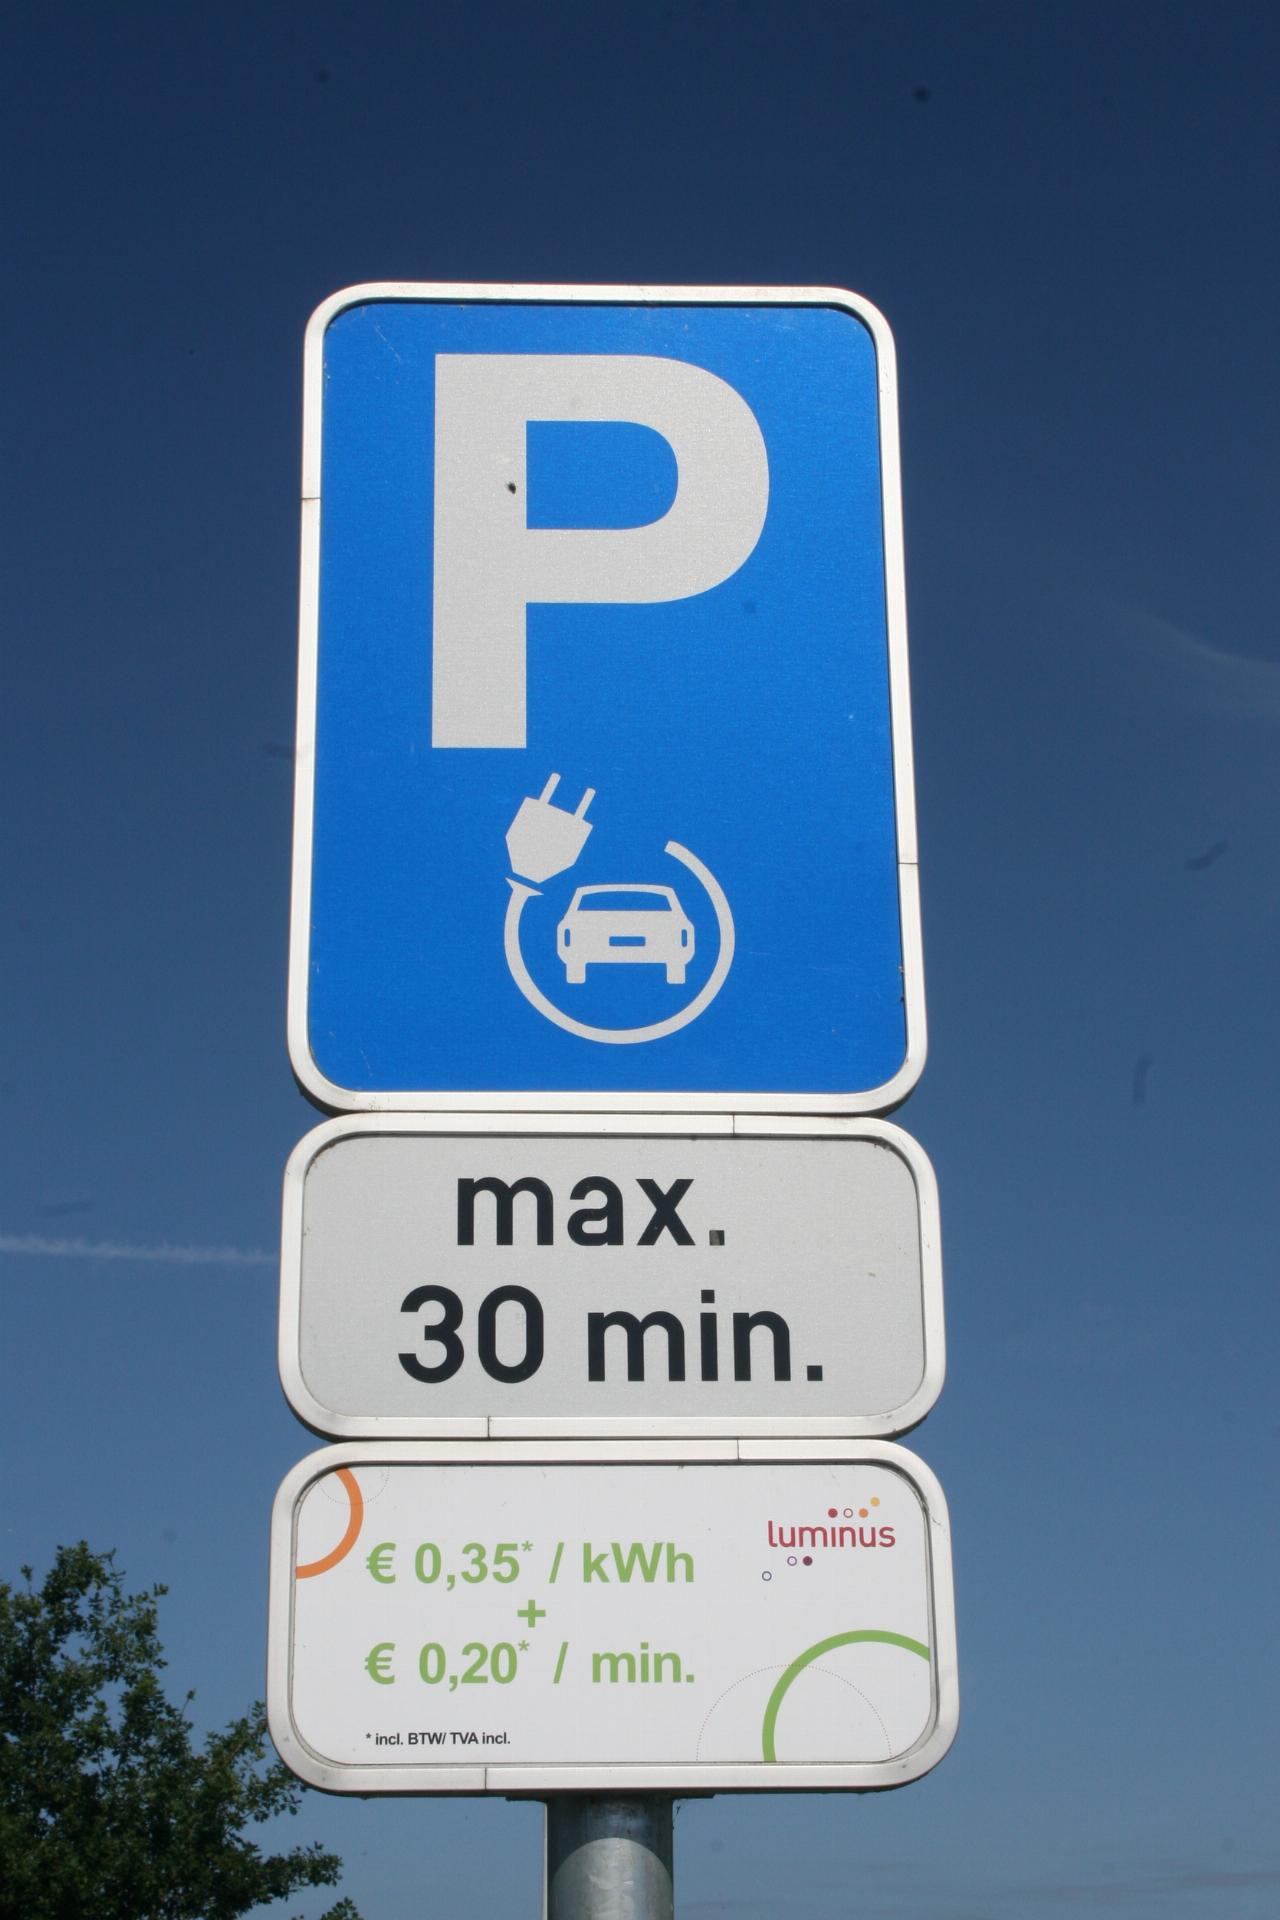 P
max.
30 min.
luminus
€ 0,35* / kWh
+
€ 0,20* / min.
* incl. BTW/ TVA incl.